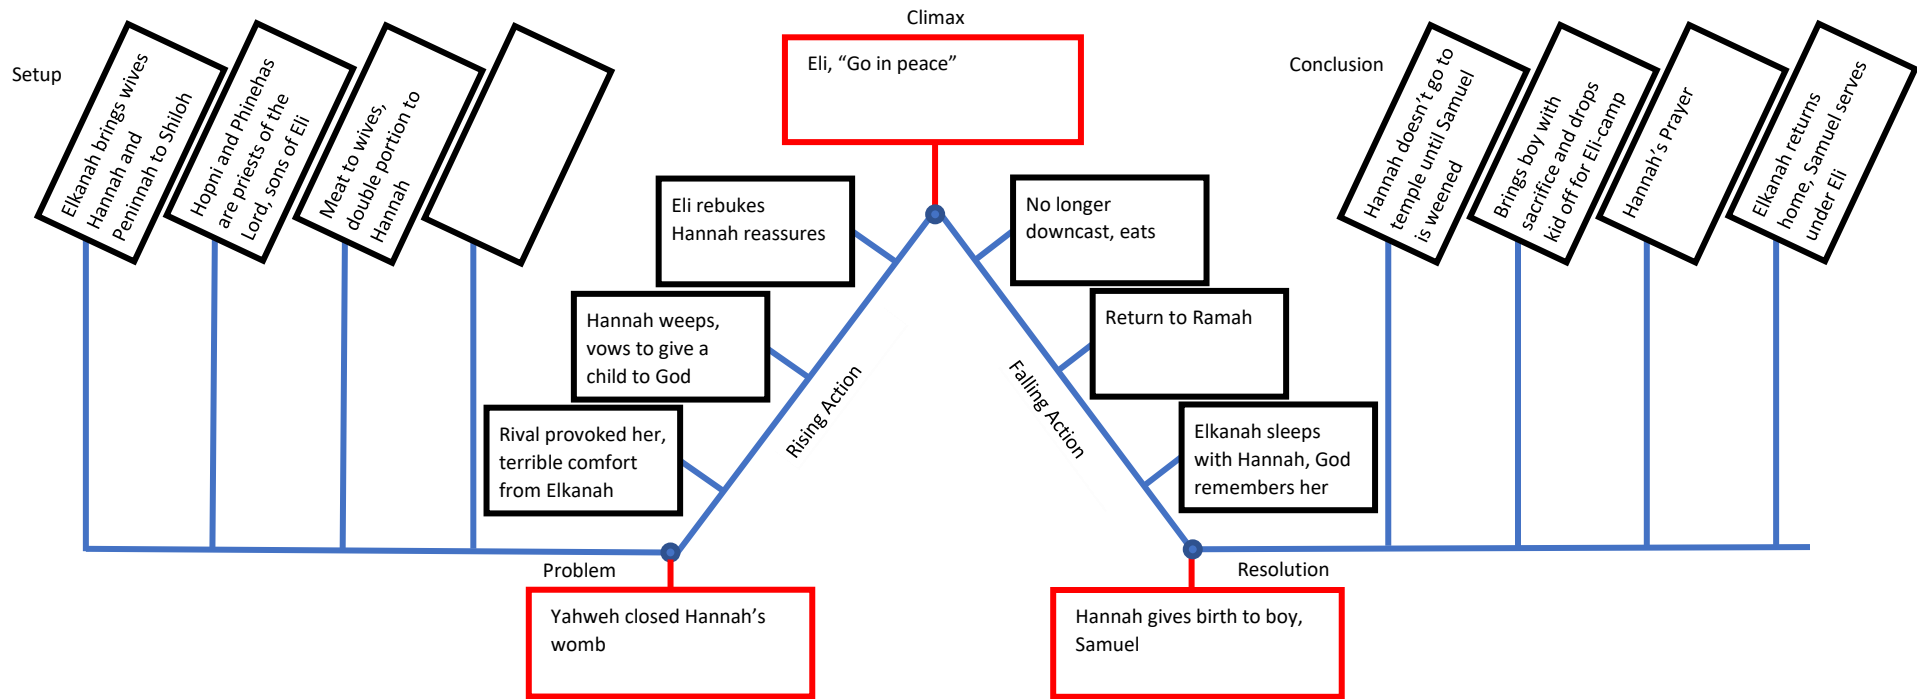 Setup
Elkanah brings wives
Hannah and
Peninnah to Shiloh
Hopni and Phinehas
are priests of the
Lord, sons of Eli
Meat to wives,
double portion to
Hannah
Problem
Yahweh closed Hannah’s
womb
Rising Action
Rival provoked her,
terrible comfort
from Elkanah
Hannah weeps,
vows to give a
child to God
Eli rebukes
Hannah reassures
Climax
Eli, “Go in peace”
Falling Action
No longer
downcast, eats
Return to Ramah
Elkanah sleeps
with Hannah, God
remembers her
Resolution
Hannah gives birth to boy,
Samuel
Conclusion
Hannah doesn’t go to
temple until Samuel
is weened
Brings boy with
sacrifice and drops
kid off for Eli-camp
Hannah’s Prayer
Elkanah returns
home, Samuel serves
under Eli